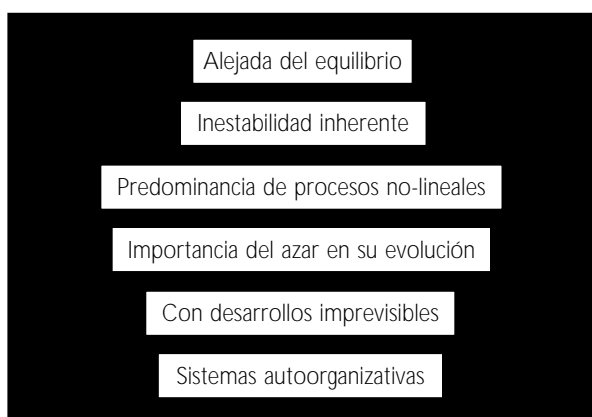 Alejada del equilibrio
Inestabilidad inherente
Predominancia de procesos no-lineales
Importancia del azar en su evolución
Con desarrollos imprevisibles
Sistemas autoorganizativas